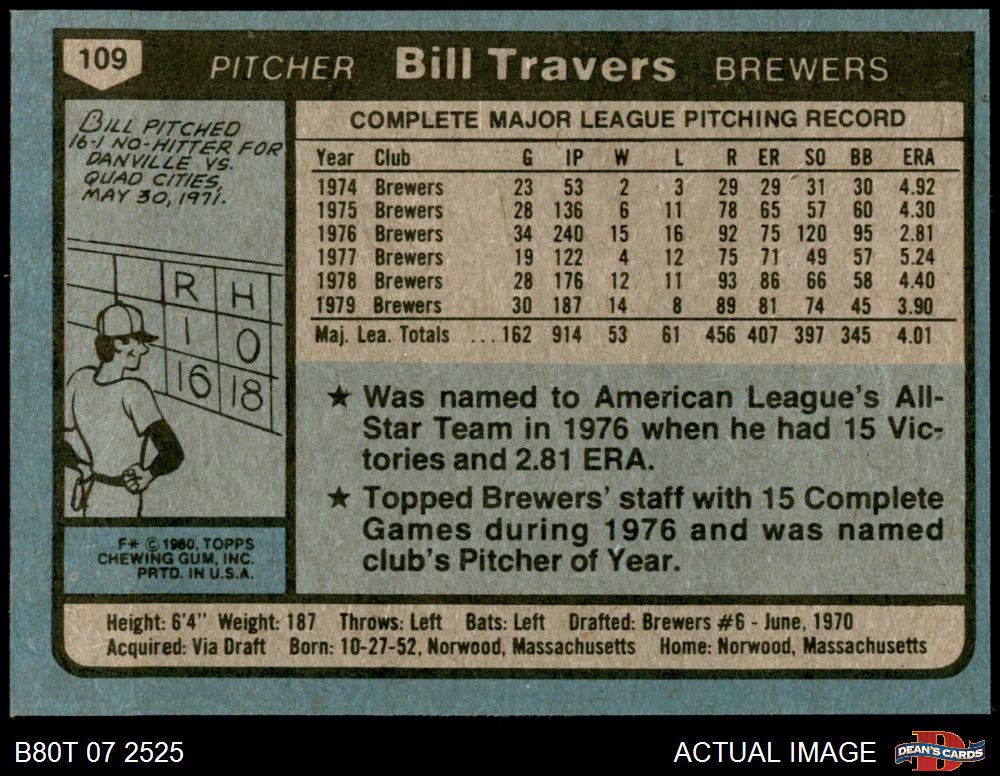 109 PITCHER Bill Travers BREWERS
BILL PITCHED
16-1 NO-HITTER FOR
DANVILLE VS.
QUAD CITIES,
MAY 30, 1971.
R H
1 0
16 18
F* © 1980, TOPPS
CHEWING GUM, INC.
PRTD. IN U.S.A.
COMPLETE MAJOR LEAGUE PITCHING RECORD
Year Club G IP W L R ER SO BB ERA
1974 Brewers 23 53 2 3 29 29 31 30 4.92
1975 Brewers 28 136 6 11 78 65 57 60 4.30
1976 Brewers 34 240 15 16 92 75 120 95 2.81
1977 Brewers 19 122 4 12 75 71 49 57 5.24
1978 Brewers 28 176 12 11 93 86 66 58 4.40
1979 Brewers 30 187 14 8 89 81 74 45 3.90
Maj. Lea. Totals ...162 914 53 61 456 407 397 345 4.01
★ Was named to American League's All-
Star Team in 1976 when he had 15 Vic-
tories and 2.81 ERA.
★ Topped Brewers' staff with 15 Complete
Games during 1976 and was named
club's Pitcher of Year.
Height: 6'4" Weight: 187 Throws: Left Bats: Left Drafted: Brewers #6 - June, 1970
Acquired: Via Draft Born: 10-27-52, Norwood, Massachusetts Home: Norwood, Massachusetts
B80T 07 2525 ACTUAL IMAGE DEAN'S CARDS